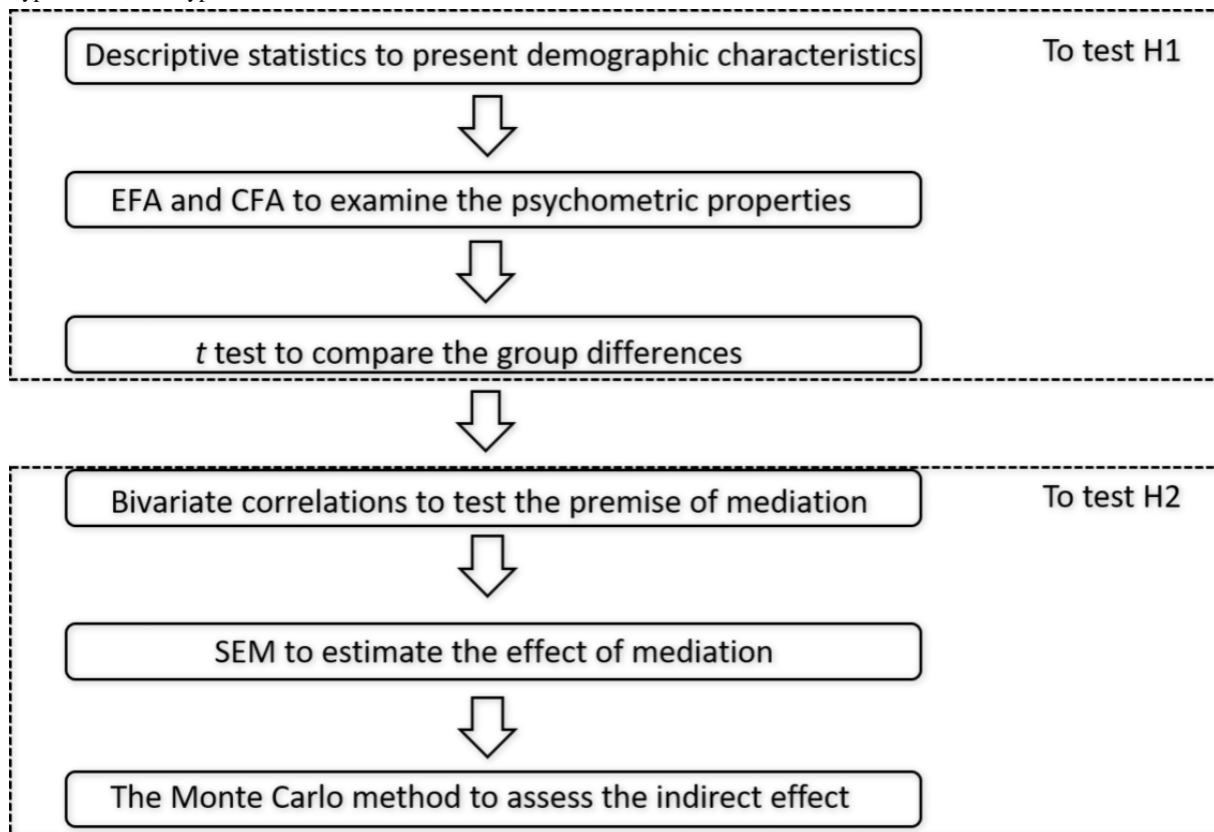 Descriptive statistics to present demographic characteristics
To test H1
EFA and CFA to examine the psychometric properties
t test to compare the group differences
Bivariate correlations to test the premise of mediation
To test H2
SEM to estimate the effect of mediation
The Monte Carlo method to assess the indirect effect